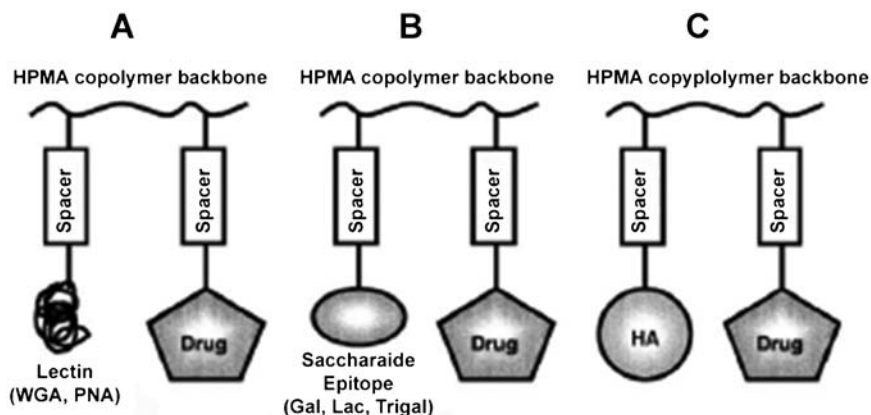 A
HPMA copolymer backbone
Spacer
Spacer
Lectin
(WGA, PNA)
Drug
B
HPMA copolymer backbone
Spacer
Spacer
Saccharaide
Epitope
(Gal, Lac, Trigal)
Drug
C
HPMA copyplolymer backbone
Spacer
Spacer
HA
Drug